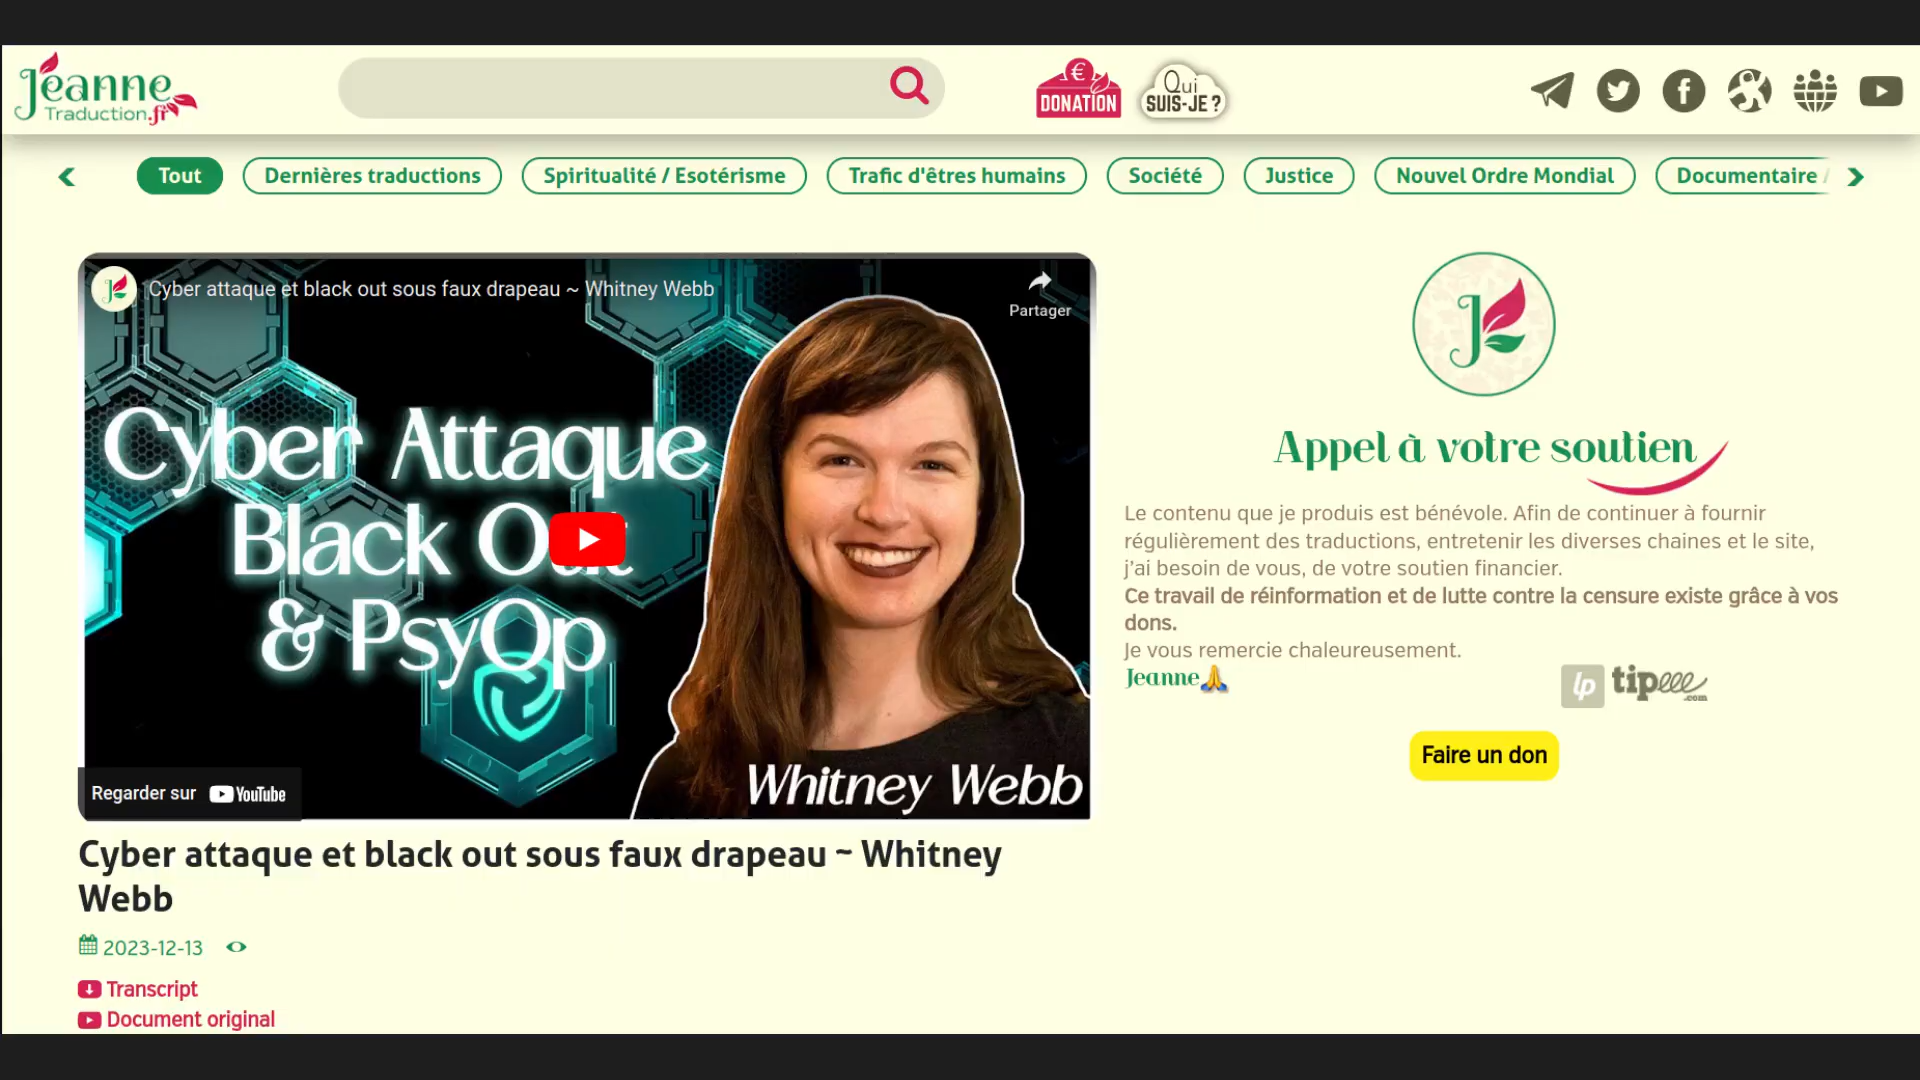 Jeanne
Traduction.fr
€
DONATION
Qui
SUIS-JE ?
Tout
Dernières traductions
Spiritualité / Esotérisme
Trafic d'êtres humains
Société
Justice
Nouvel Ordre Mondial
Documentaire /
Cyber attaque et black out sous faux drapeau ~ Whitney Webb
Partager
Cyber Attaque
Black Out
& PsyOp
Whitney Webb
Regarder sur YouTube
Appel à votre soutien
Le contenu que je produis est bénévole. Afin de continuer à fournir
régulièrement des traductions, entretenir les diverses chaines et le site,
j’ai besoin de vous, de votre soutien financier.
Ce travail de réinformation et de lutte contre la censure existe grâce à vos
dons.
Je vous remercie chaleureusement.
Jeanne🙏
tipeee
.com
Faire un don
Cyber attaque et black out sous faux drapeau ~ Whitney
Webb
2023-12-13
Transcript
Document original